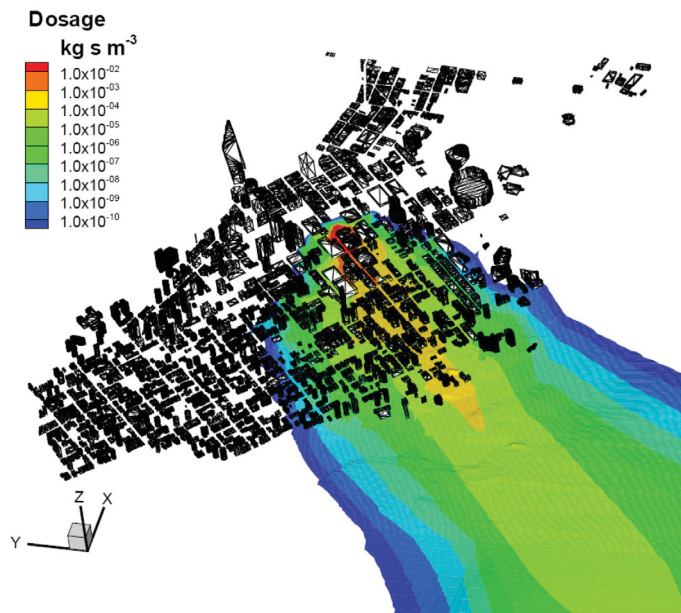 Dosage
kg s m⁻³
1.0x10⁻⁰²
1.0x10⁻⁰³
1.0x10⁻⁰⁴
1.0x10⁻⁰⁵
1.0x10⁻⁰⁶
1.0x10⁻⁰⁷
1.0x10⁻⁰⁸
1.0x10⁻⁰⁹
1.0x10⁻¹⁰
Z X
Y